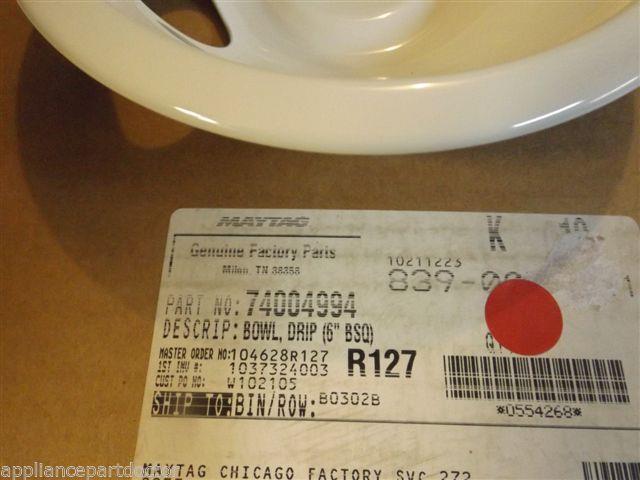 MAYTAG
Genuine Factory Parts
Milan, TN 38358
K
10211223
839-00
1
PART NO: 74004994
DESCRIP: BOWL, DRIP (6" BSQ)
MASTER ORDER NO: 104628R127
R127
1ST INV #: 1037324003
CUST PO NO: W102105
SHIP TO: BIN/ROW: B0302B
*0554268*
MAYTAG CHICAGO FACTORY SVC 272
© appliancepartdoctor